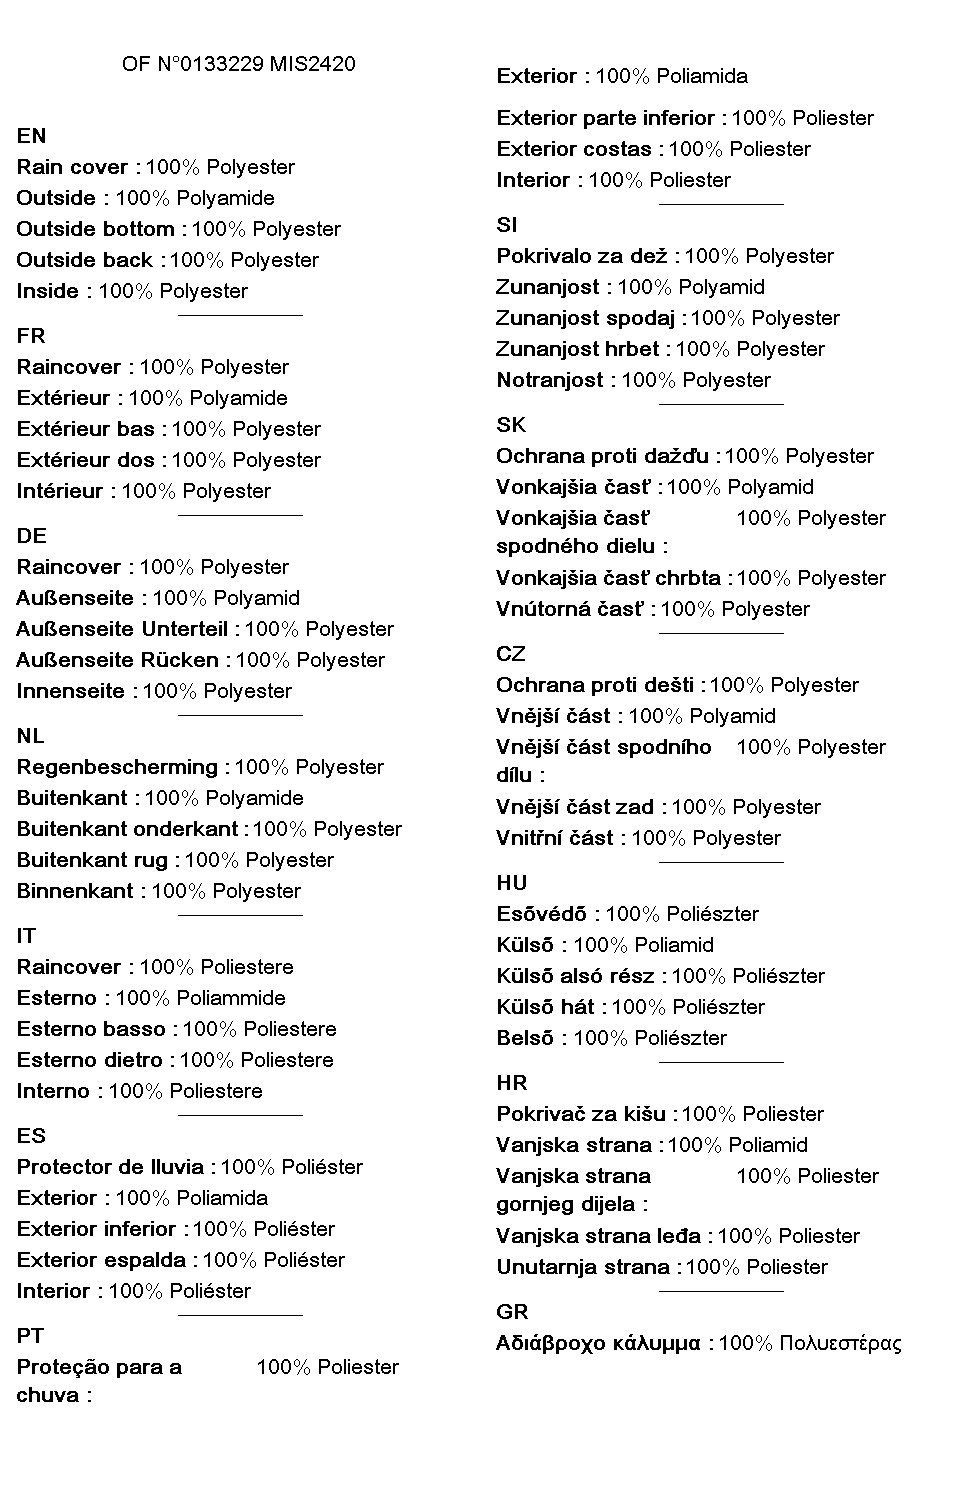 OF N°0133229 MIS2420
EN
Rain cover : 100% Polyester
Outside : 100% Polyamide
Outside bottom : 100% Polyester
Outside back : 100% Polyester
Inside : 100% Polyester
FR
Raincover : 100% Polyester
Extérieur : 100% Polyamide
Extérieur bas : 100% Polyester
Extérieur dos : 100% Polyester
Intérieur : 100% Polyester
DE
Raincover : 100% Polyester
Außenseite : 100% Polyamid
Außenseite Unterteil : 100% Polyester
Außenseite Rücken : 100% Polyester
Innenseite : 100% Polyester
NL
Regenbescherming : 100% Polyester
Buitenkant : 100% Polyamide
Buitenkant onderkant : 100% Polyester
Buitenkant rug : 100% Polyester
Binnenkant : 100% Polyester
IT
Raincover : 100% Poliestere
Esterno : 100% Poliammide
Esterno basso : 100% Poliestere
Esterno dietro : 100% Poliestere
Interno : 100% Poliestere
ES
Protector de lluvia : 100% Poliéster
Exterior : 100% Poliamida
Exterior inferior : 100% Poliéster
Exterior espalda : 100% Poliéster
Interior : 100% Poliéster
PT
Proteção para a 100% Poliester
chuva :
Exterior : 100% Poliamida
Exterior parte inferior : 100% Poliester
Exterior costas : 100% Poliester
Interior : 100% Poliester
SI
Pokrivalo za dež : 100% Polyester
Zunanjost : 100% Polyamid
Zunanjost spodaj : 100% Polyester
Zunanjost hrbet : 100% Polyester
Notranjost : 100% Polyester
SK
Ochrana proti dažďu : 100% Polyester
Vonkajšia časť : 100% Polyamid
Vonkajšia časť 100% Polyester
spodného dielu :
Vonkajšia časť chrbta : 100% Polyester
Vnútorná časť : 100% Polyester
CZ
Ochrana proti dešti : 100% Polyester
Vnější část : 100% Polyamid
Vnější část spodního 100% Polyester
dílu :
Vnější část zad : 100% Polyester
Vnitřní část : 100% Polyester
HU
Esővédő : 100% Poliészter
Külső : 100% Poliamid
Külső alsó rész : 100% Poliészter
Külső hát : 100% Poliészter
Belső : 100% Poliészter
HR
Pokrivač za kišu : 100% Poliester
Vanjska strana : 100% Poliamid
Vanjska strana 100% Poliester
gornjeg dijela :
Vanjska strana leđa : 100% Poliester
Unutarnja strana : 100% Poliester
GR
Αδιάβροχο κάλυμμα : 100% Πολυεστέρας